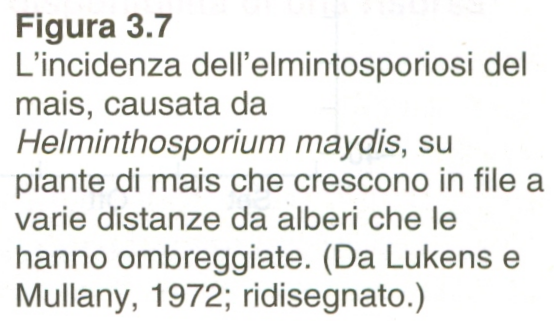 Figura 3.7
L'incidenza dell'elmintosporiosi del
mais, causata da
Helminthosporium maydis, su
piante di mais che crescono in file a
varie distanze da alberi che le
hanno ombreggiate. (Da Lukens e
Mullany, 1972; ridisegnato.)